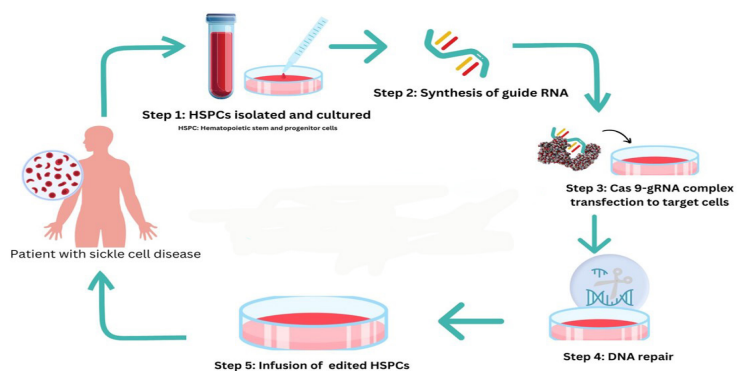 Step 1: HSPCs isolated and cultured
HSPC: Hematopoietic stem and progenitor cells
Step 2: Synthesis of guide RNA
Step 3: Cas 9-gRNA complex
transfection to target cells
Step 4: DNA repair
Step 5: Infusion of edited HSPCs
Patient with sickle cell disease